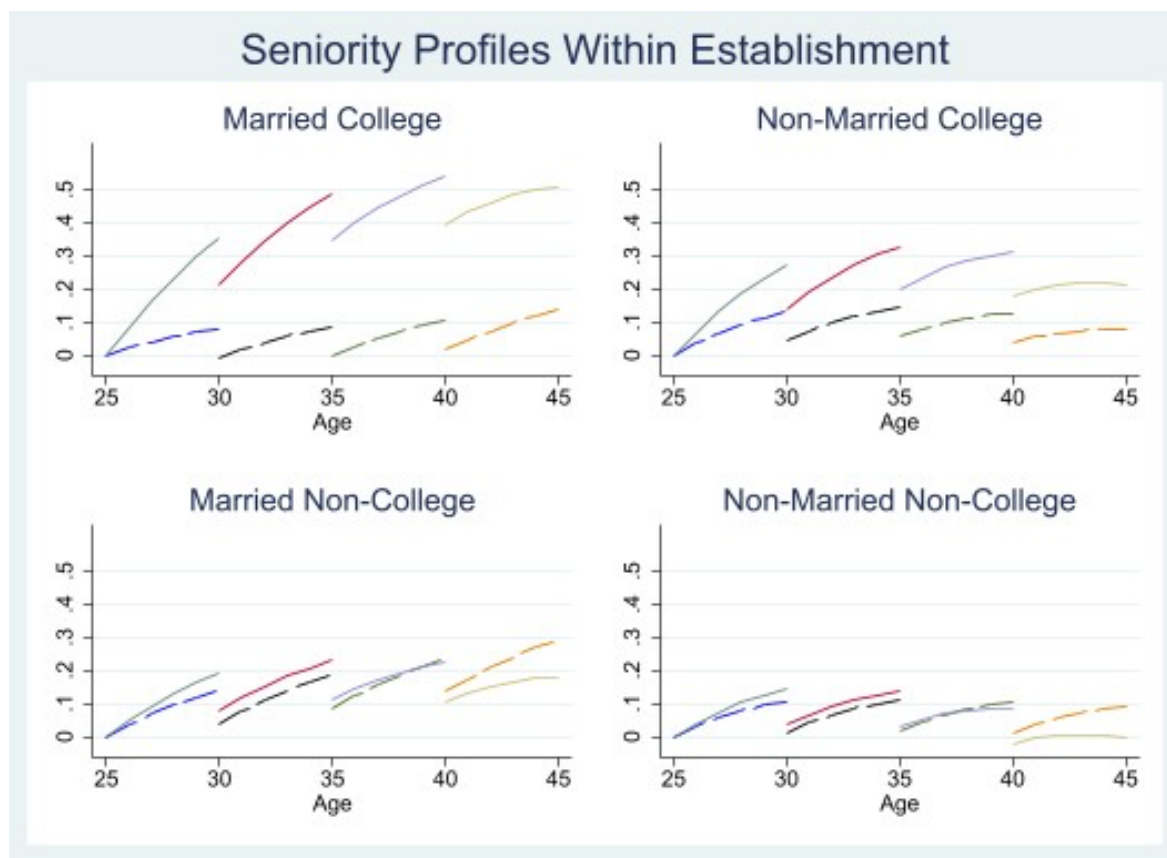 Seniority Profiles Within Establishment
Married College
.5
.4
.3
.2
.1
0
25 30 35 40 45
Age
Non-Married College
.5
.4
.3
.2
.1
0
25 30 35 40 45
Age
Married Non-College
.5
.4
.3
.2
.1
0
25 30 35 40 45
Age
Non-Married Non-College
.5
.4
.3
.2
.1
0
25 30 35 40 45
Age